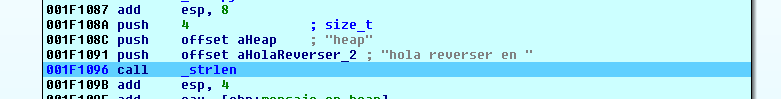 001F1087 add esp, 8
001F108A push 4 ; size_t
001F108C push offset aHeap ; "heap"
001F1091 push offset aHolaReverser_2 ; "hola reverser en "
001F1096 call _strlen
001F109B add esp, 4